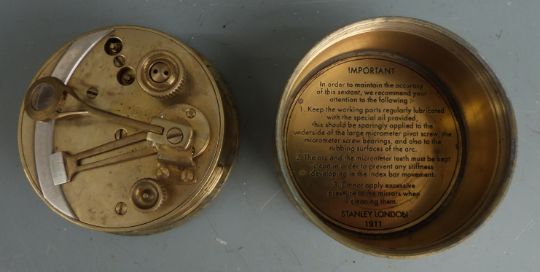 IMPORTANT
In order to maintain the accuracy
of this sextant, we recommend your
attention to the following :-
1. Keep the working parts regularly lubricated
with the special oil provided,
this should be sparingly applied to the
underside of the large micrometer pivot screw, the
micrometer screw bearings, and also to the
rubbing surfaces of the arc.
2. The arc and the micrometer teeth must be kept
clean in order to prevent any stiffness
developing in the index bar movement.
3. Do not apply excessive
pressure to the mirrors when
cleaning them.
STANLEY LONDON
1911